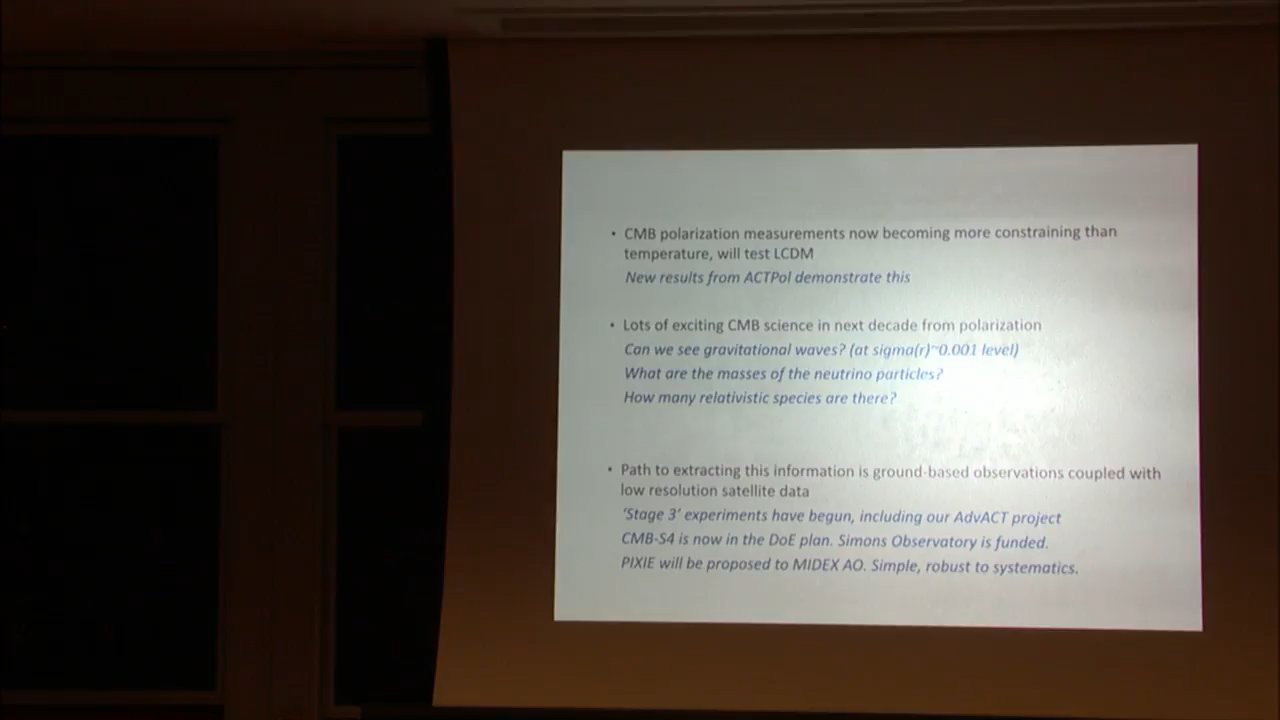 • CMB polarization measurements now becoming more constraining than
temperature, will test LCDM
New results from ACTPol demonstrate this
• Lots of exciting CMB science in next decade from polarization
Can we see gravitational waves? (at sigma(r)~0.001 level)
What are the masses of the neutrino particles?
How many relativistic species are there?
• Path to extracting this information is ground-based observations coupled with
low resolution satellite data
‘Stage 3’ experiments have begun, including our AdvACT project
CMB-S4 is now in the DoE plan. Simons Observatory is funded.
PIXIE will be proposed to MIDEX AO. Simple, robust to systematics.